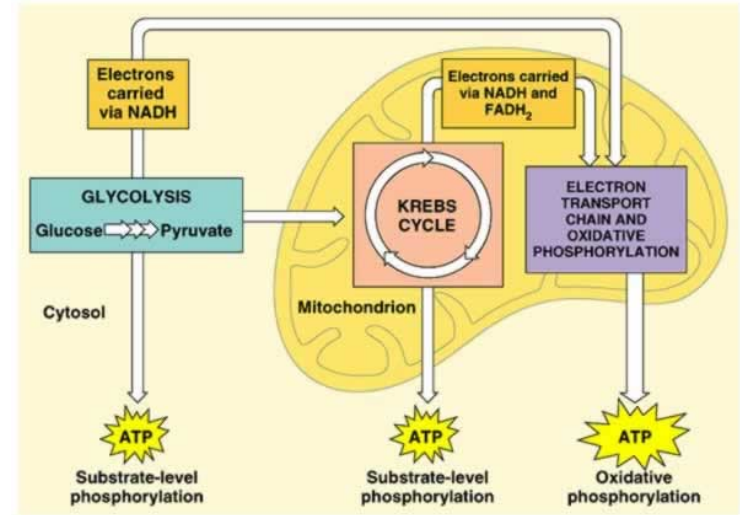 Electrons
carried
via NADH
Electrons carried
via NADH and
FADH2
GLYCOLYSIS
Glucose Pyruvate
KREBS
CYCLE
ELECTRON
TRANSPORT
CHAIN AND
OXIDATIVE
PHOSPHORYLATION
Cytosol
Mitochondrion
ATP
Substrate-level
phosphorylation
ATP
Substrate-level
phosphorylation
ATP
Oxidative
phosphorylation